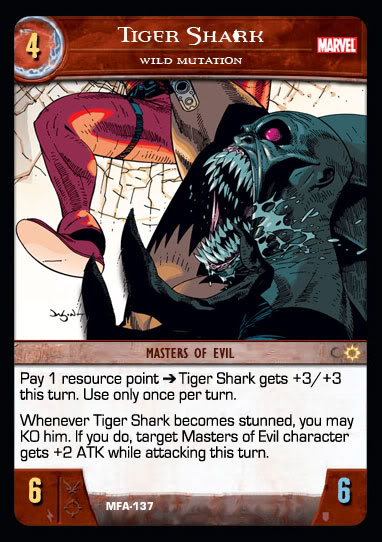 4
Tiger Shark
MARVEL
WILD MUTATION
MASTERS OF EVIL
C
Pay 1 resource point ➔ Tiger Shark gets +3/+3
this turn. Use only once per turn.
Whenever Tiger Shark becomes stunned, you may
KO him. If you do, target Masters of Evil character
gets +2 ATK while attacking this turn.
6
MFA-137
6